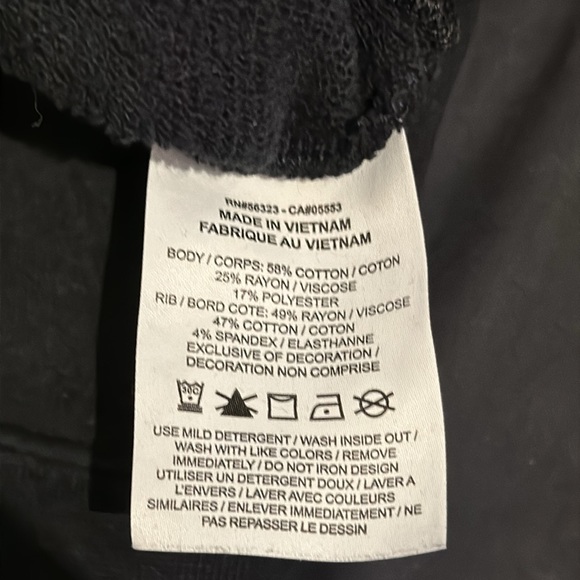 RN#56323 - CA#05553
MADE IN VIETNAM
FABRIQUE AU VIETNAM
BODY / CORPS: 58% COTTON / COTON
25% RAYON / VISCOSE
17% POLYESTER
RIB / BORD COTE: 49% RAYON / VISCOSE
47% COTTON / COTON
4% SPANDEX / ELASTHANNE
EXCLUSIVE OF DECORATION /
DECORATION NON COMPRISE
30C
USE MILD DETERGENT / WASH INSIDE OUT /
WASH WITH LIKE COLORS / REMOVE
IMMEDIATELY / DO NOT IRON DESIGN
UTILISER UN DETERGENT DOUX / LAVER A
L'ENVERS / LAVER AVEC COULEURS
SIMILAIRES / ENLEVER IMMEDIATEMENT / NE
PAS REPASSER LE DESSIN